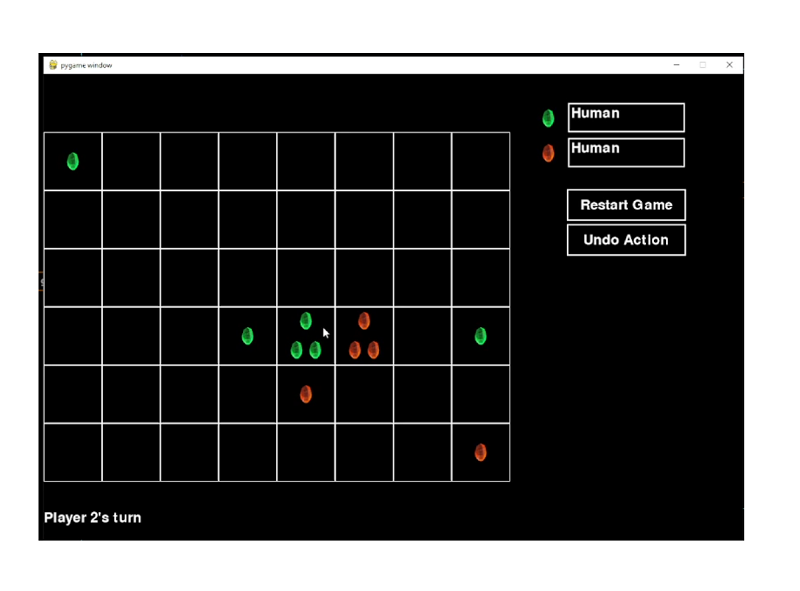 pygame window
Human
Human
Restart Game
Undo Action
Player 2's turn